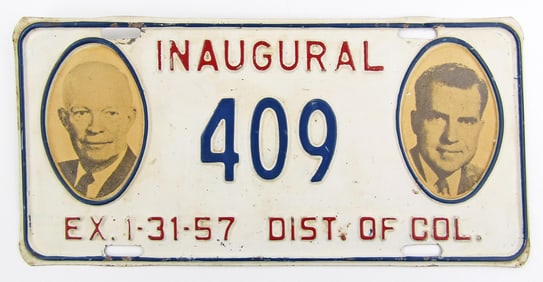 INAUGURAL
409
EX. 1-31-57 DIST. OF COL.